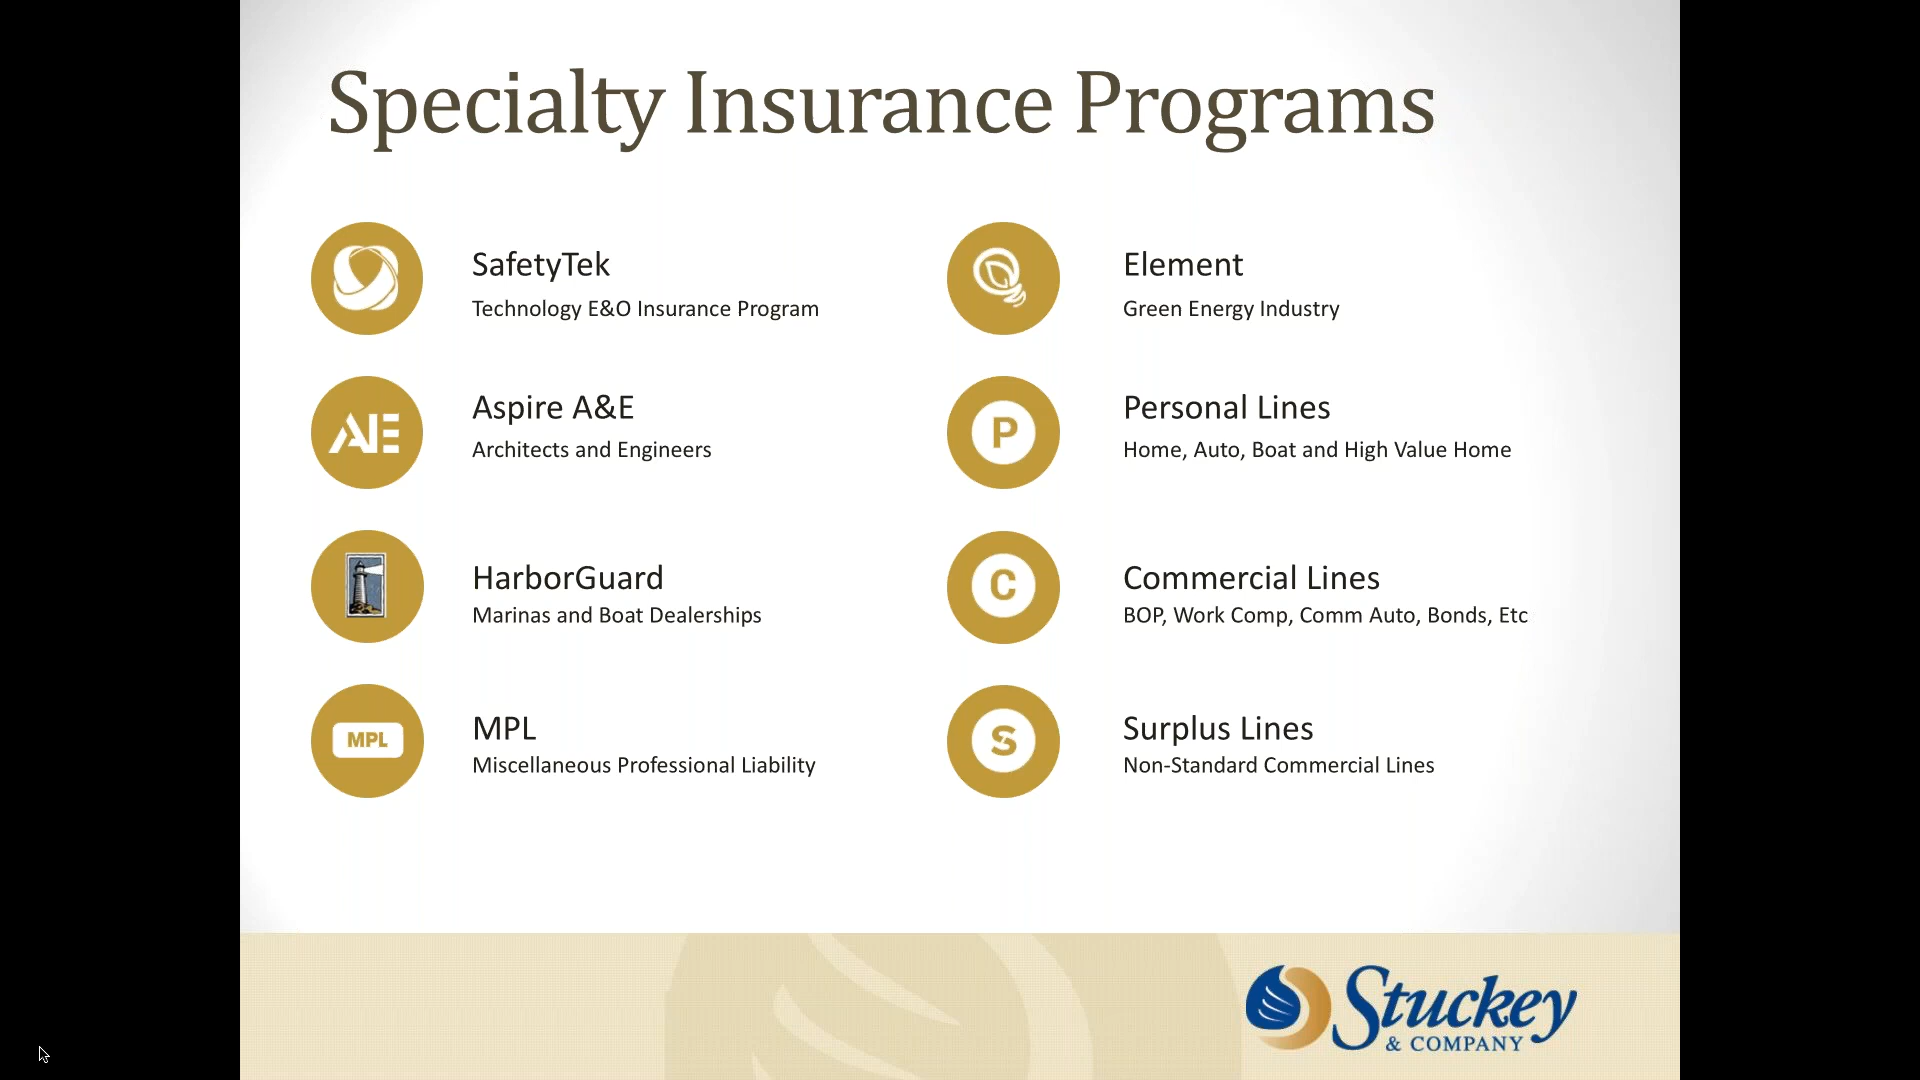 Specialty Insurance Programs
SafetyTek
Technology E&O Insurance Program
AE
Aspire A&E
Architects and Engineers
HarborGuard
Marinas and Boat Dealerships
MPL
MPL
Miscellaneous Professional Liability
Element
Green Energy Industry
P
Personal Lines
Home, Auto, Boat and High Value Home
C
Commercial Lines
BOP, Work Comp, Comm Auto, Bonds, Etc
S
Surplus Lines
Non-Standard Commercial Lines
Stuckey
& COMPANY